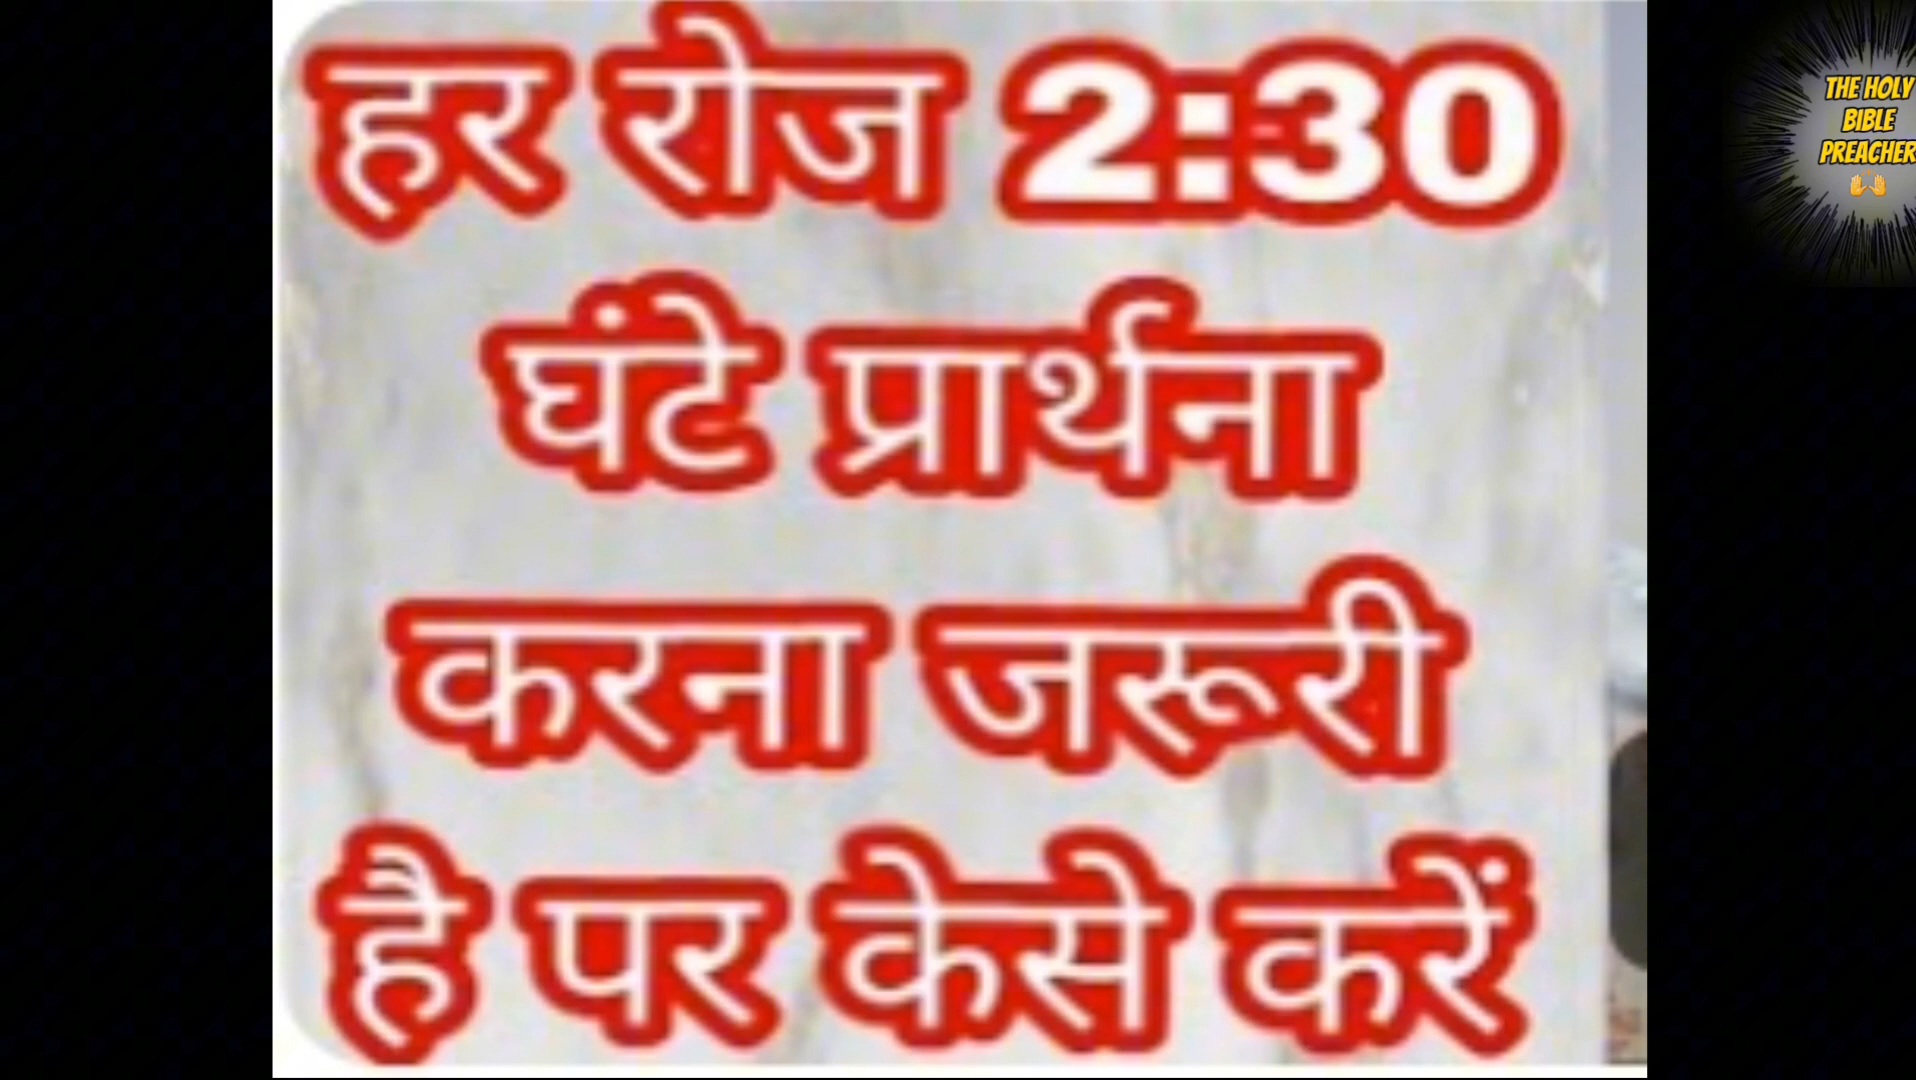 हर रोज 2:30
घंटे प्रार्थना
करना जरूरी
है पर केसे करें
THE HOLY
BIBLE
PREACHER
🙌